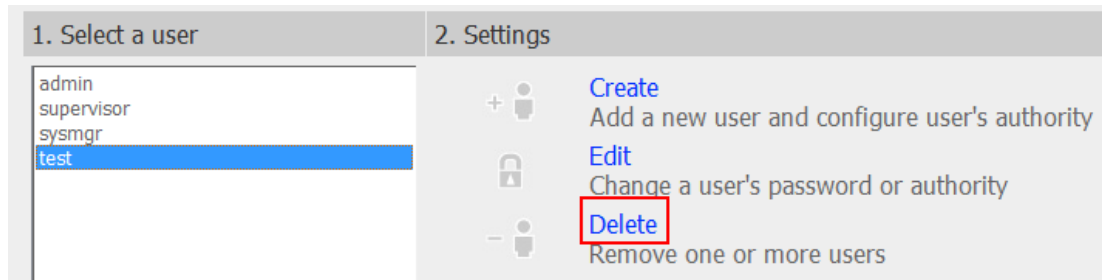 1. Select a user
2. Settings
admin
supervisor
sysmgr
test
Create
Add a new user and configure user's authority
Edit
Change a user's password or authority
Delete
Remove one or more users